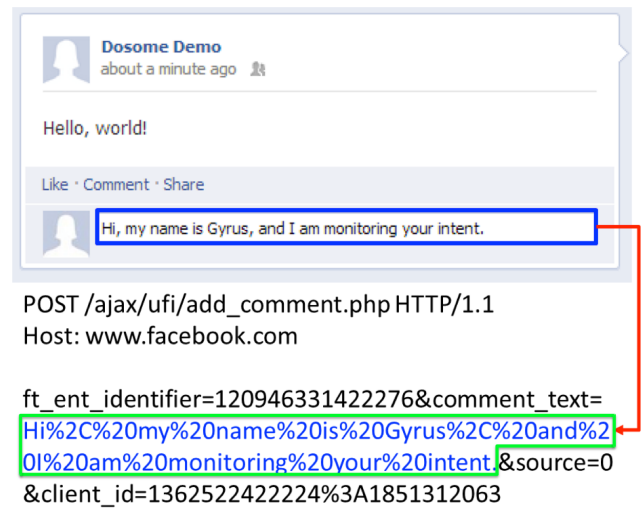 Dosome Demo
about a minute ago
Hello, world!
Like · Comment · Share
Hi, my name is Gyrus, and I am monitoring your intent.
POST /ajax/ufi/add_comment.php HTTP/1.1
Host: www.facebook.com
ft_ent_identifier=120946331422276&comment_text=
Hi%2C%20my%20name%20is%20Gyrus%2C%20and%2
0I%20am%20monitoring%20your%20intent.&source=0
&client_id=1362522422224%3A1851312063